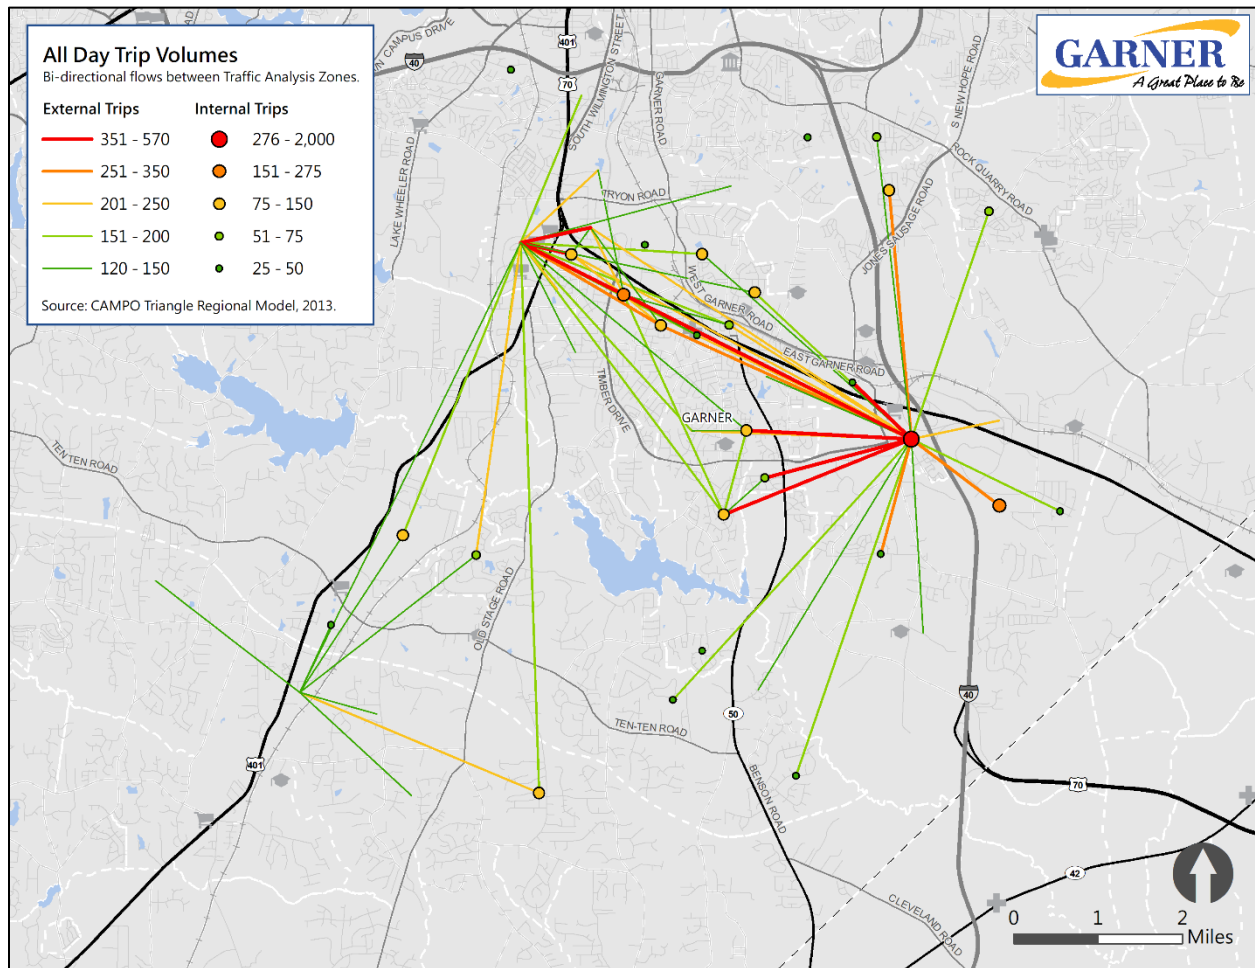 All Day Trip Volumes
Bi-directional flows between Traffic Analysis Zones.
External Trips Internal Trips
351 - 570 276 - 2,000
251 - 350 151 - 275
201 - 250 75 - 150
151 - 200 51 - 75
120 - 150 25 - 50
Source: CAMPO Triangle Regional Model, 2013.
GARNER
A Great Place to Be
CAMPUS DRIVE
401
40
70
SOUTH WILMINGTON STREET
GARNER ROAD
S NEW HOPE ROAD
ROCK QUARRY ROAD
LAKE WHEELER ROAD
TRYON ROAD
JONES SAUSAGE ROAD
WEST GARNER ROAD
EAST GARNER ROAD
TIMBER DRIVE
GARNER
TEN TEN ROAD
OLD STAGE ROAD
40
50
TEN-TEN ROAD
401
BENSON ROAD
70
42
CLEVELAND ROAD
0 1 2
Miles